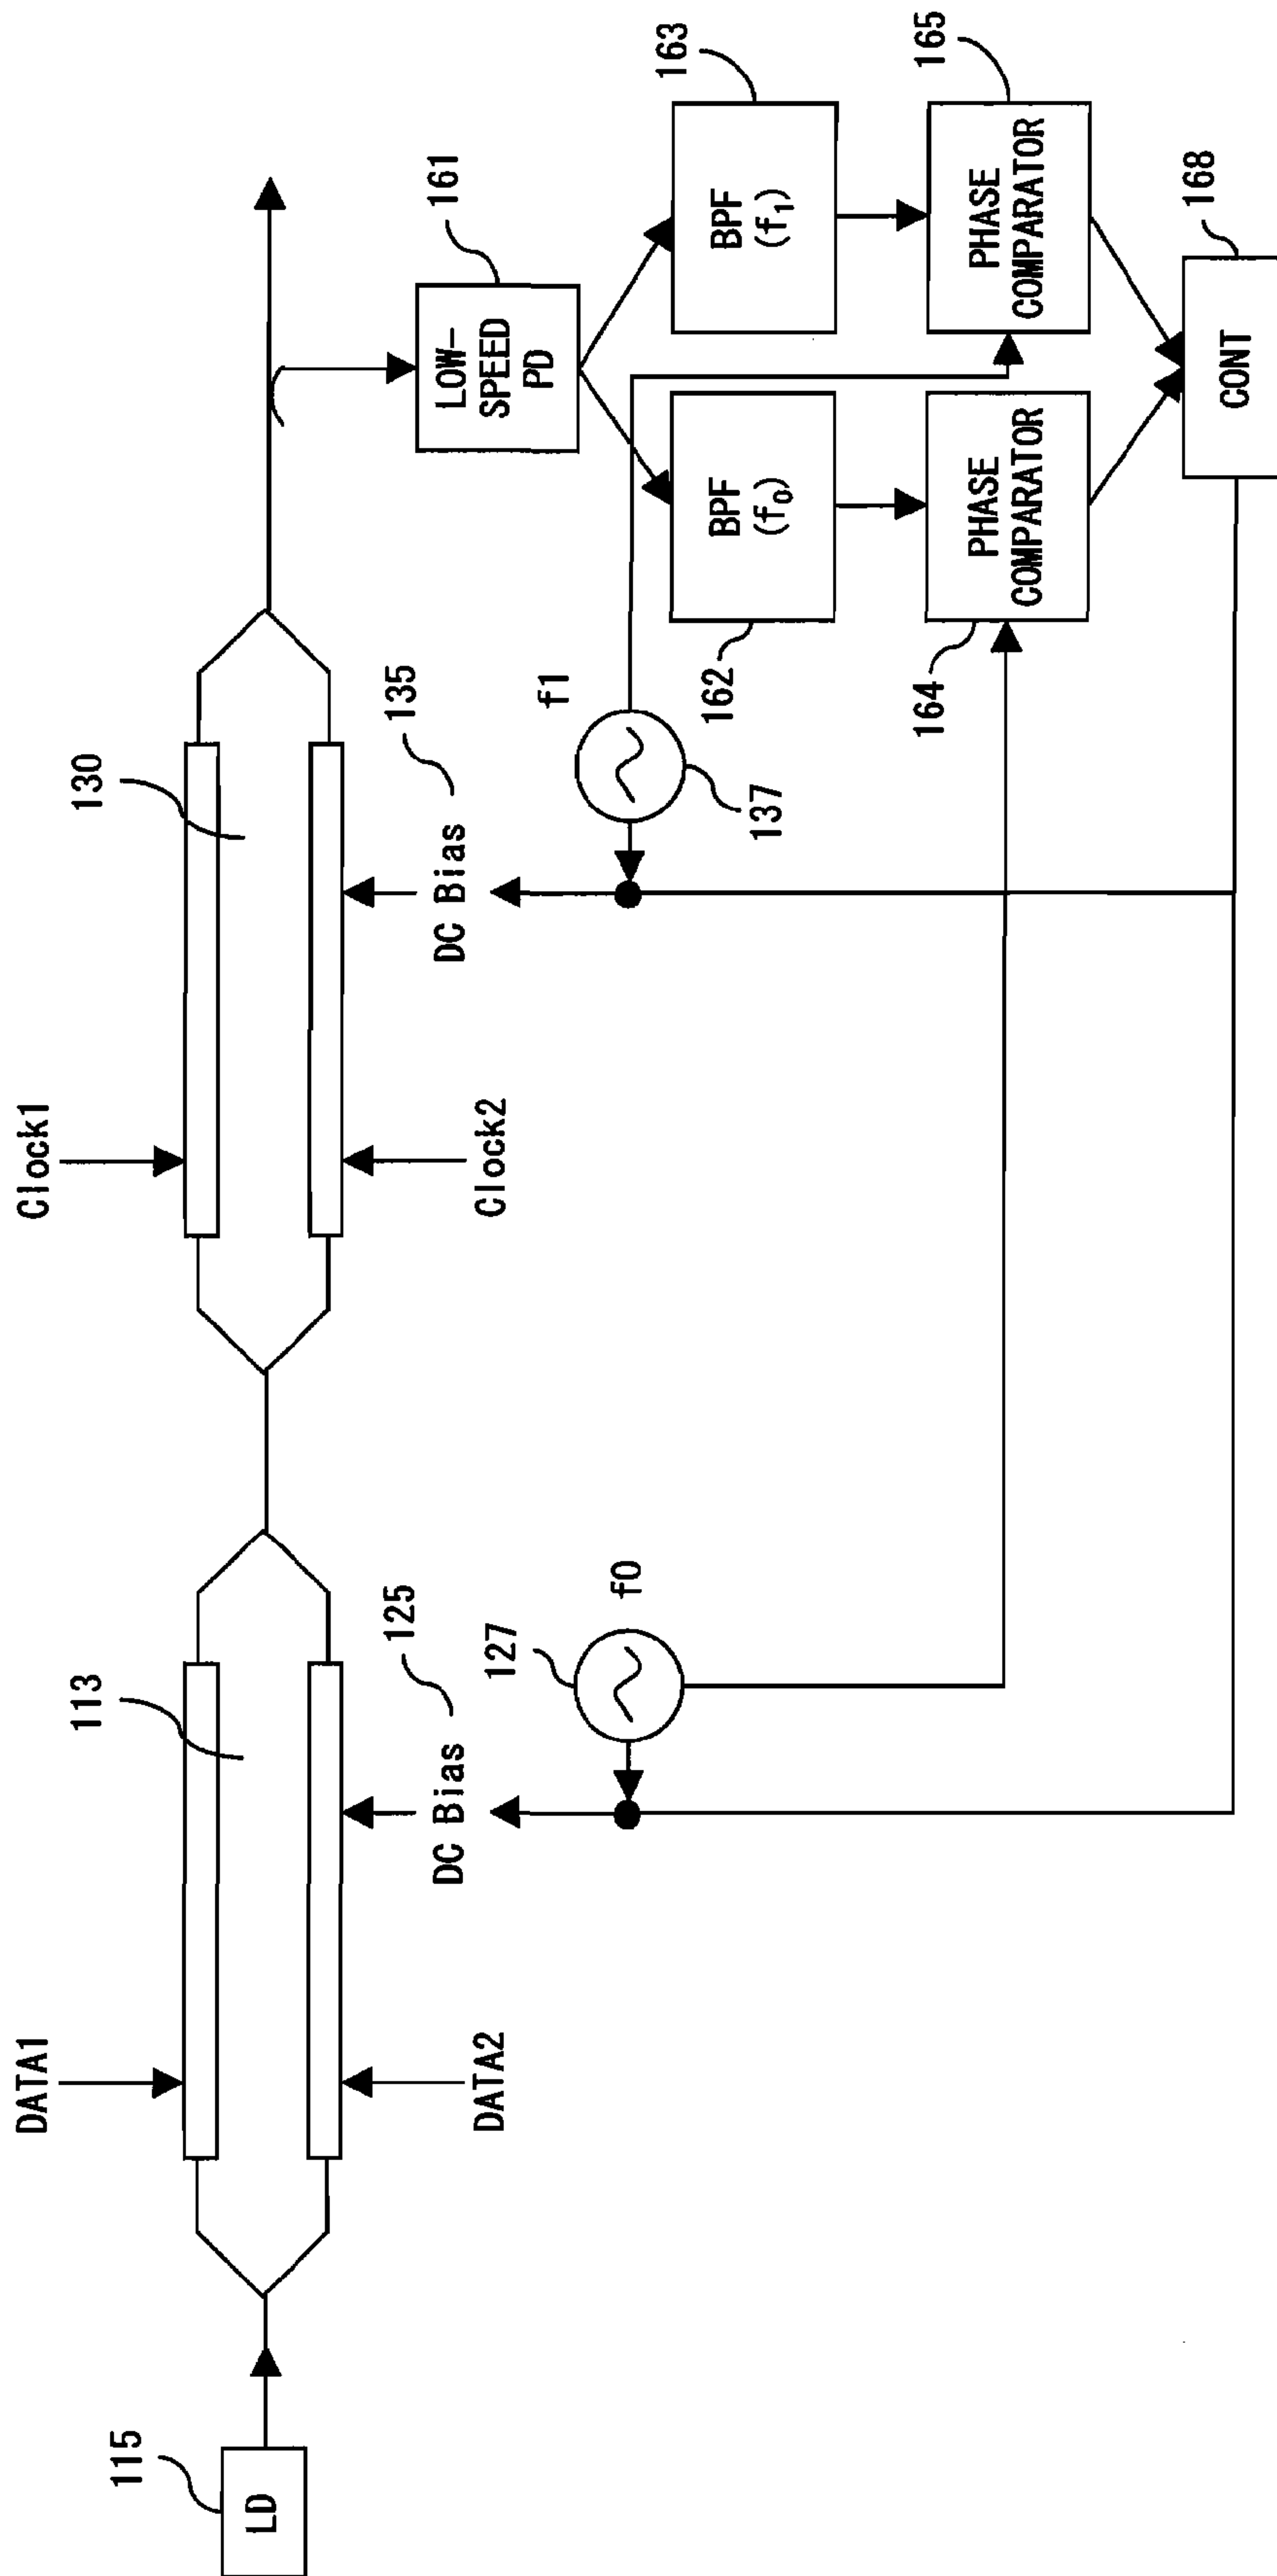 115
LD
DATA1
113
DATA2
DC Bias
125
127
f0
Clock1
130
Clock2
DC Bias
135
f1
137
161
LOW-
SPEED
PD
162
BPF
(f0)
163
BPF
(f1)
164
PHASE
COMPARATOR
165
PHASE
COMPARATOR
168
CONT